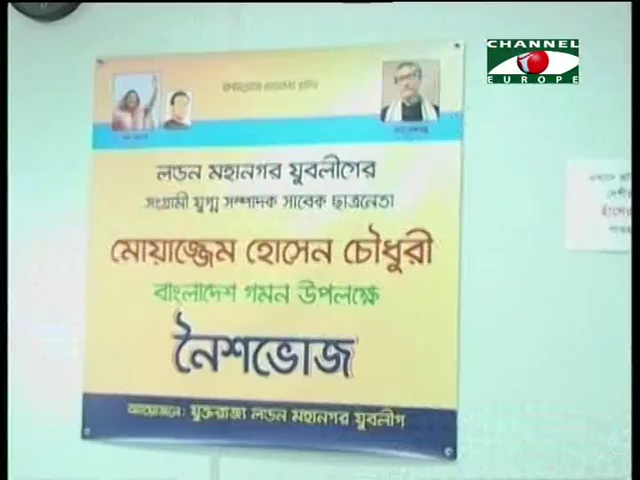 CHANNEL
EUROPE
লন্ডন মহানগর যুবলীগের
সংগ্রামী যুগ্ম সম্পাদক সাবেক ছাত্রনেতা
মোয়াজ্জেম হোসেন চৌধুরী
বাংলাদেশ গমন উপলক্ষে
নৈশভোজ
আয়োজনে: যুক্তরাজ্য লন্ডন মহানগর যুবলীগ